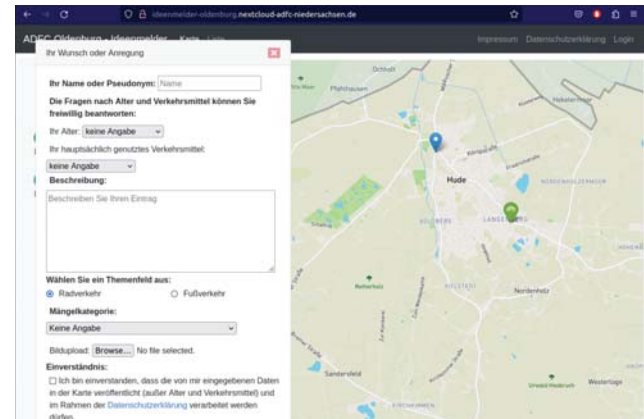 ideenmelder-oldenburg.nextcloud-adfc-niedersachsen.de
ADFC Oldenburg - Ideenmelder Karte Liste
Impressum Datenschutzerklärung Login
Ihr Wunsch oder Anregung
Ihr Name oder Pseudonym: Name
Die Fragen nach Alter und Verkehrsmittel können Sie
freiwillig beantworten:
Ihr Alter: keine Angabe
Ihr hauptsächlich genutztes Verkehrsmittel:
keine Angabe
Beschreibung:
Beschreiben Sie Ihren Eintrag
Wählen Sie ein Themenfeld aus:
Radverkehr Fußverkehr
Mängelkategorie:
Keine Angabe
Bildupload: Browse... No file selected.
Einverständnis:
Ich bin einverstanden, dass die von mir eingegebenen Daten
in der Karte veröffentlicht (außer Alter und Verkehrsmittel) und
im Rahmen der Datenschutzerklärung verarbeitet werden
dürfen.
Pfahlhausen
Hude
Nordenholz
Sandersfeld